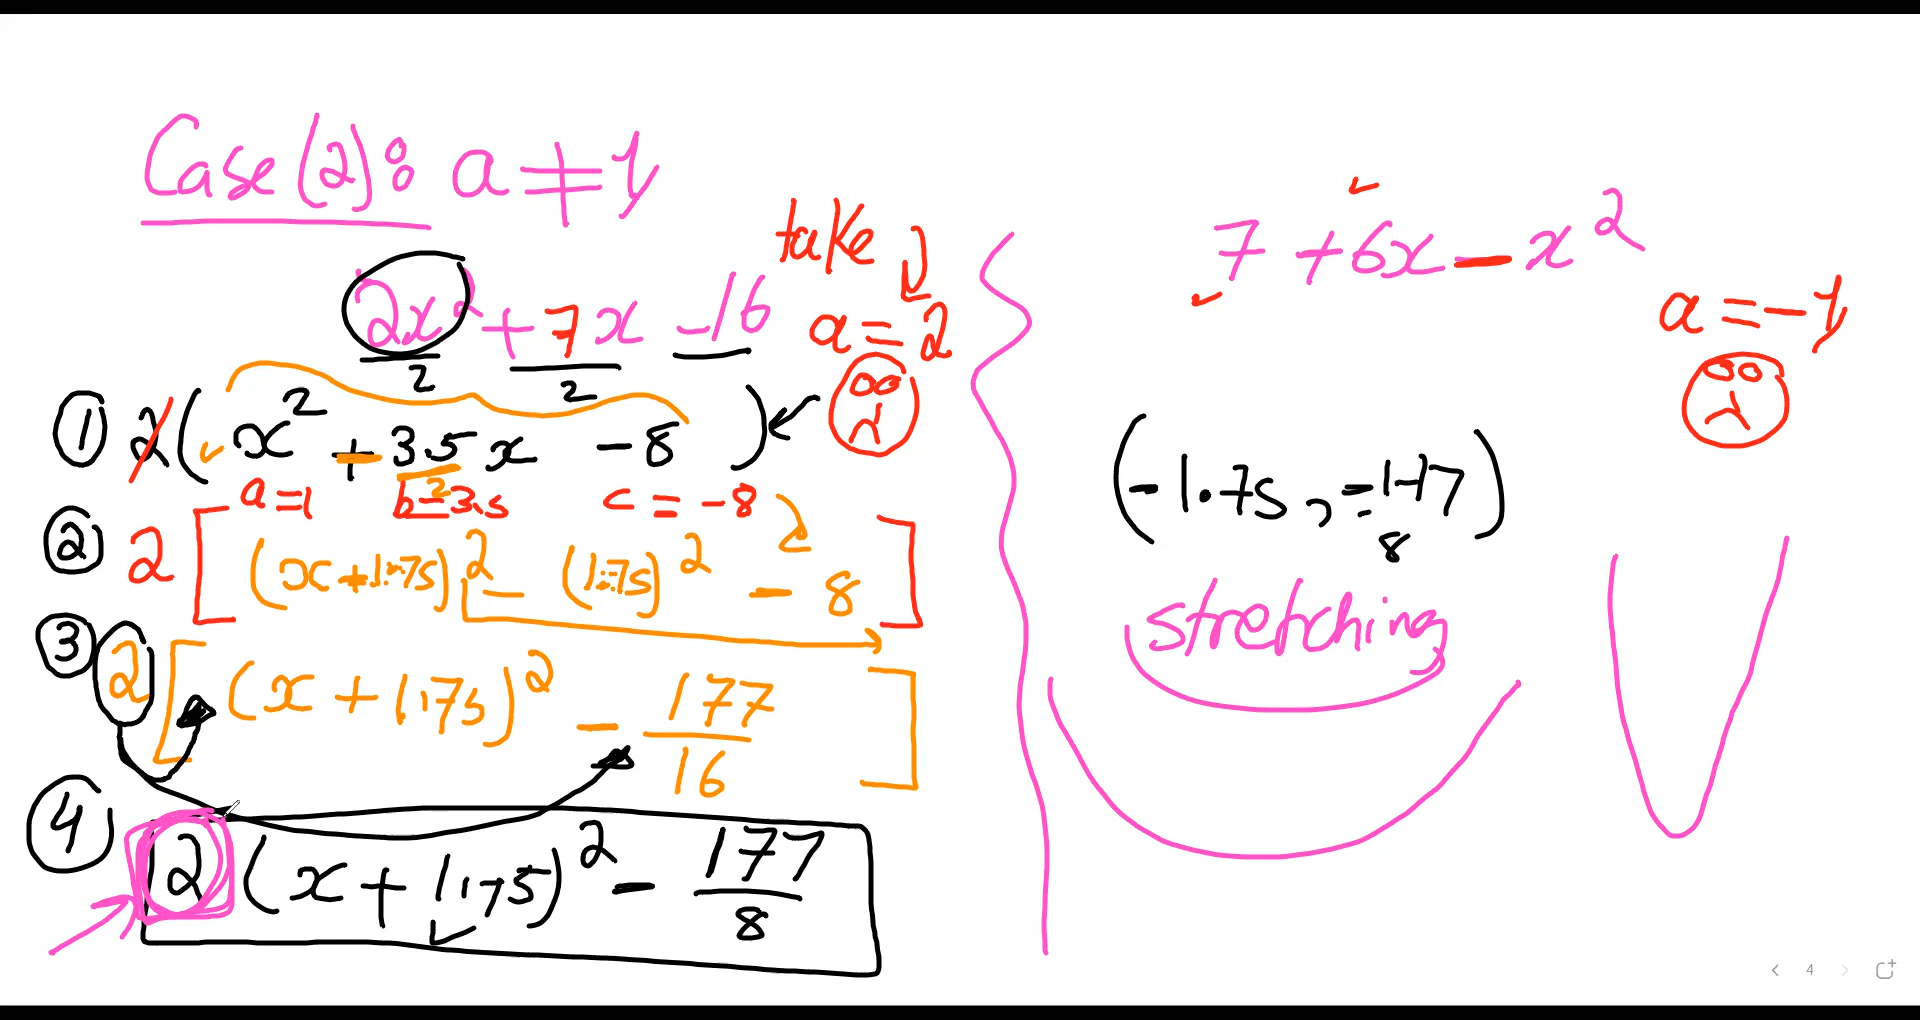 Case (2): a ≠ 1
take
2x² + 7x - 16
2 2
a = 2
① 2(x² + 3.5x - 8)
2
a = 1 b = 3.5 c = -8
② 2[(x + 1.75)² - (1.75)² - 8]
③ 2[(x + 1.75)² - 177/16]
④ 2(x + 1.75)² - 177/8
7 + 6x - x²
a = -1
(-1.75, -177/8)
stretching
4